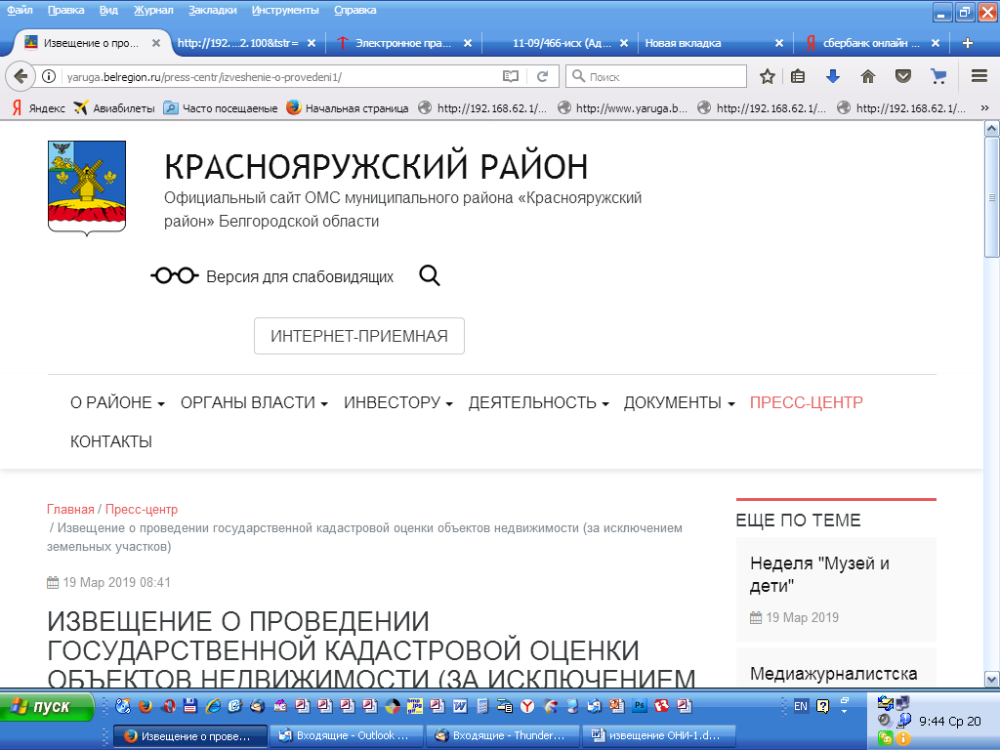 Файл Правка Вид Журнал Закладки Инструменты Справка
Извещение о про... http://192....2.100&tstr= Электронное пра... 11-09/466-исх (Ад... Новая вкладка сбербанк онлайн ...
yaruga.belregion.ru/press-centr/izveshenie-o-provedeni1/ Поиск
Яндекс Авиабилеты Часто посещаемые Начальная страница http://192.168.62.1/... http://www.yaruga.b... http://192.168.62.1/... http://192.168.62.1/...
КРАСНОЯРУЖСКИЙ РАЙОН
Официальный сайт ОМС муниципального района «Краснояружский
район» Белгородской области
Версия для слабовидящих
ИНТЕРНЕТ-ПРИЕМНАЯ
О РАЙОНЕ ОРГАНЫ ВЛАСТИ ИНВЕСТОРУ ДЕЯТЕЛЬНОСТЬ ДОКУМЕНТЫ ПРЕСС-ЦЕНТР
КОНТАКТЫ
Главная / Пресс-центр
/ Извещение о проведении государственной кадастровой оценки объектов недвижимости (за исключением
земельных участков)
19 Мар 2019 08:41
ИЗВЕЩЕНИЕ О ПРОВЕДЕНИИ
ГОСУДАРСТВЕННОЙ КАДАСТРОВОЙ ОЦЕНКИ
ОБЪЕКТОВ НЕДВИЖИМОСТИ (ЗА ИСКЛЮЧЕНИЕМ
ЕЩЕ ПО ТЕМЕ
Неделя "Музей и
дети"
19 Мар 2019
Медиажурналистска
пуск EN
Извещение о прове... Входящие - Outlook ... Входящие - Thunder... извещение ОНИ-1.d...
9:44 Ср 20